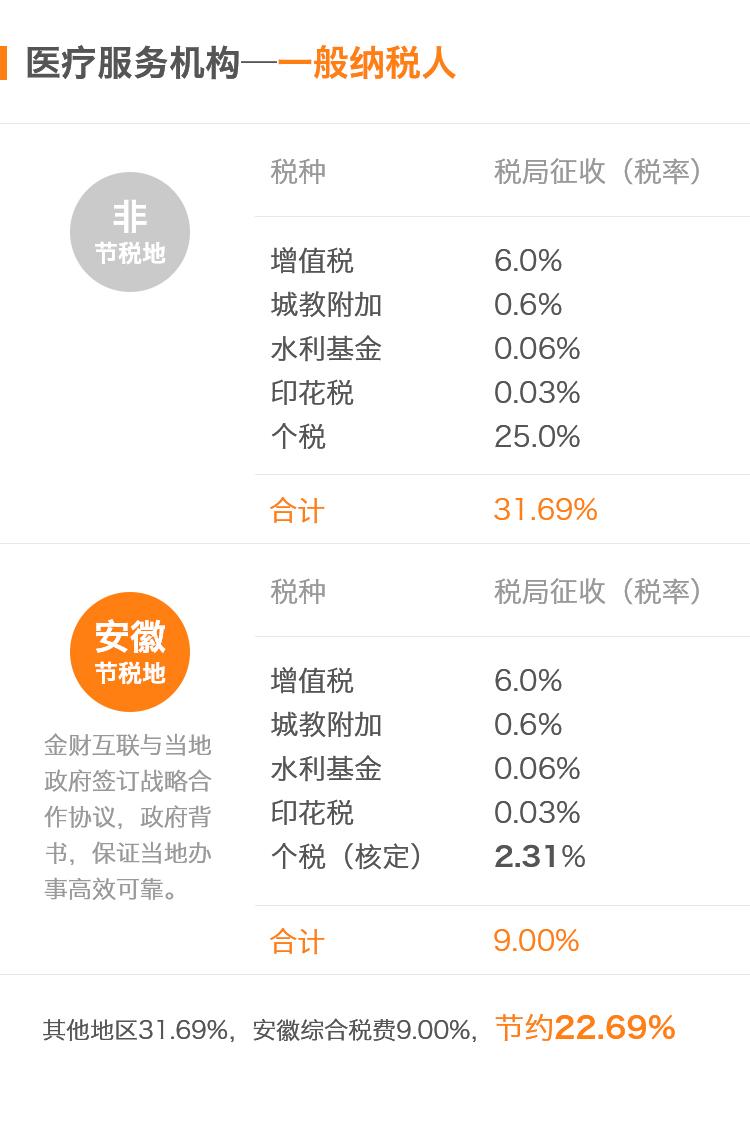 医疗服务机构—一般纳税人
非
节税地
税种 税局征收（税率）
增值税 6.0%
城教附加 0.6%
水利基金 0.06%
印花税 0.03%
个税 25.0%
合计 31.69%
安徽
节税地
金财互联与当地
政府签订战略合
作协议，政府背
书，保证当地办
事高效可靠。
税种 税局征收（税率）
增值税 6.0%
城教附加 0.6%
水利基金 0.06%
印花税 0.03%
个税（核定） 2.31%
合计 9.00%
其他地区31.69%，安徽综合税费9.00%，节约22.69%